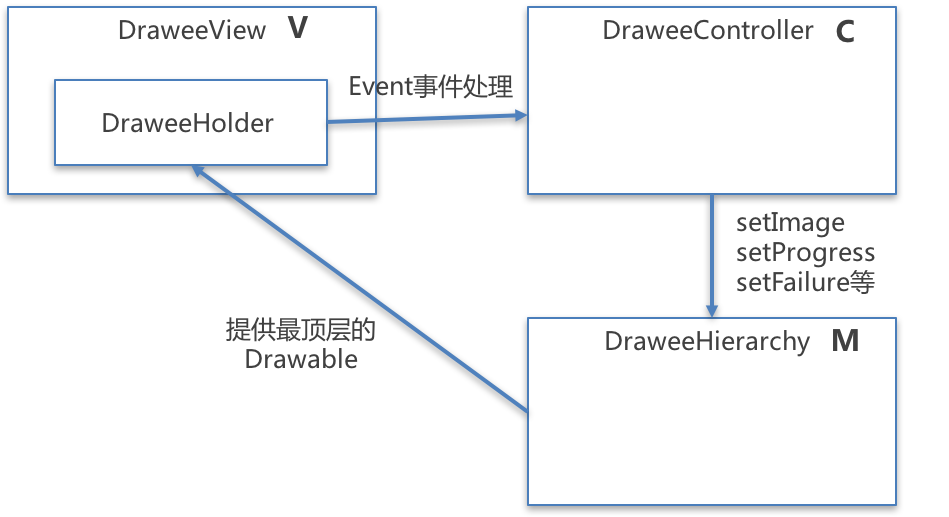 DraweeView V
DraweeController C
Event事件处理
DraweeHolder
setImage
setProgress
setFailure等
提供最顶层的
Drawable
DraweeHierarchy M